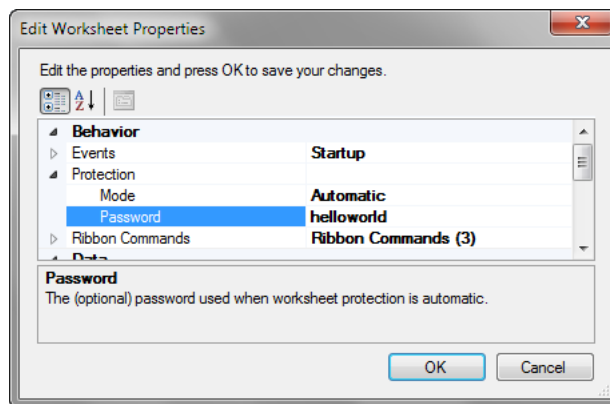 Edit Worksheet Properties
Edit the properties and press OK to save your changes.
Behavior
Events Startup
Protection
Mode Automatic
Password helloworld
Ribbon Commands Ribbon Commands (3)
Data
Password
The (optional) password used when worksheet protection is automatic.
OK Cancel